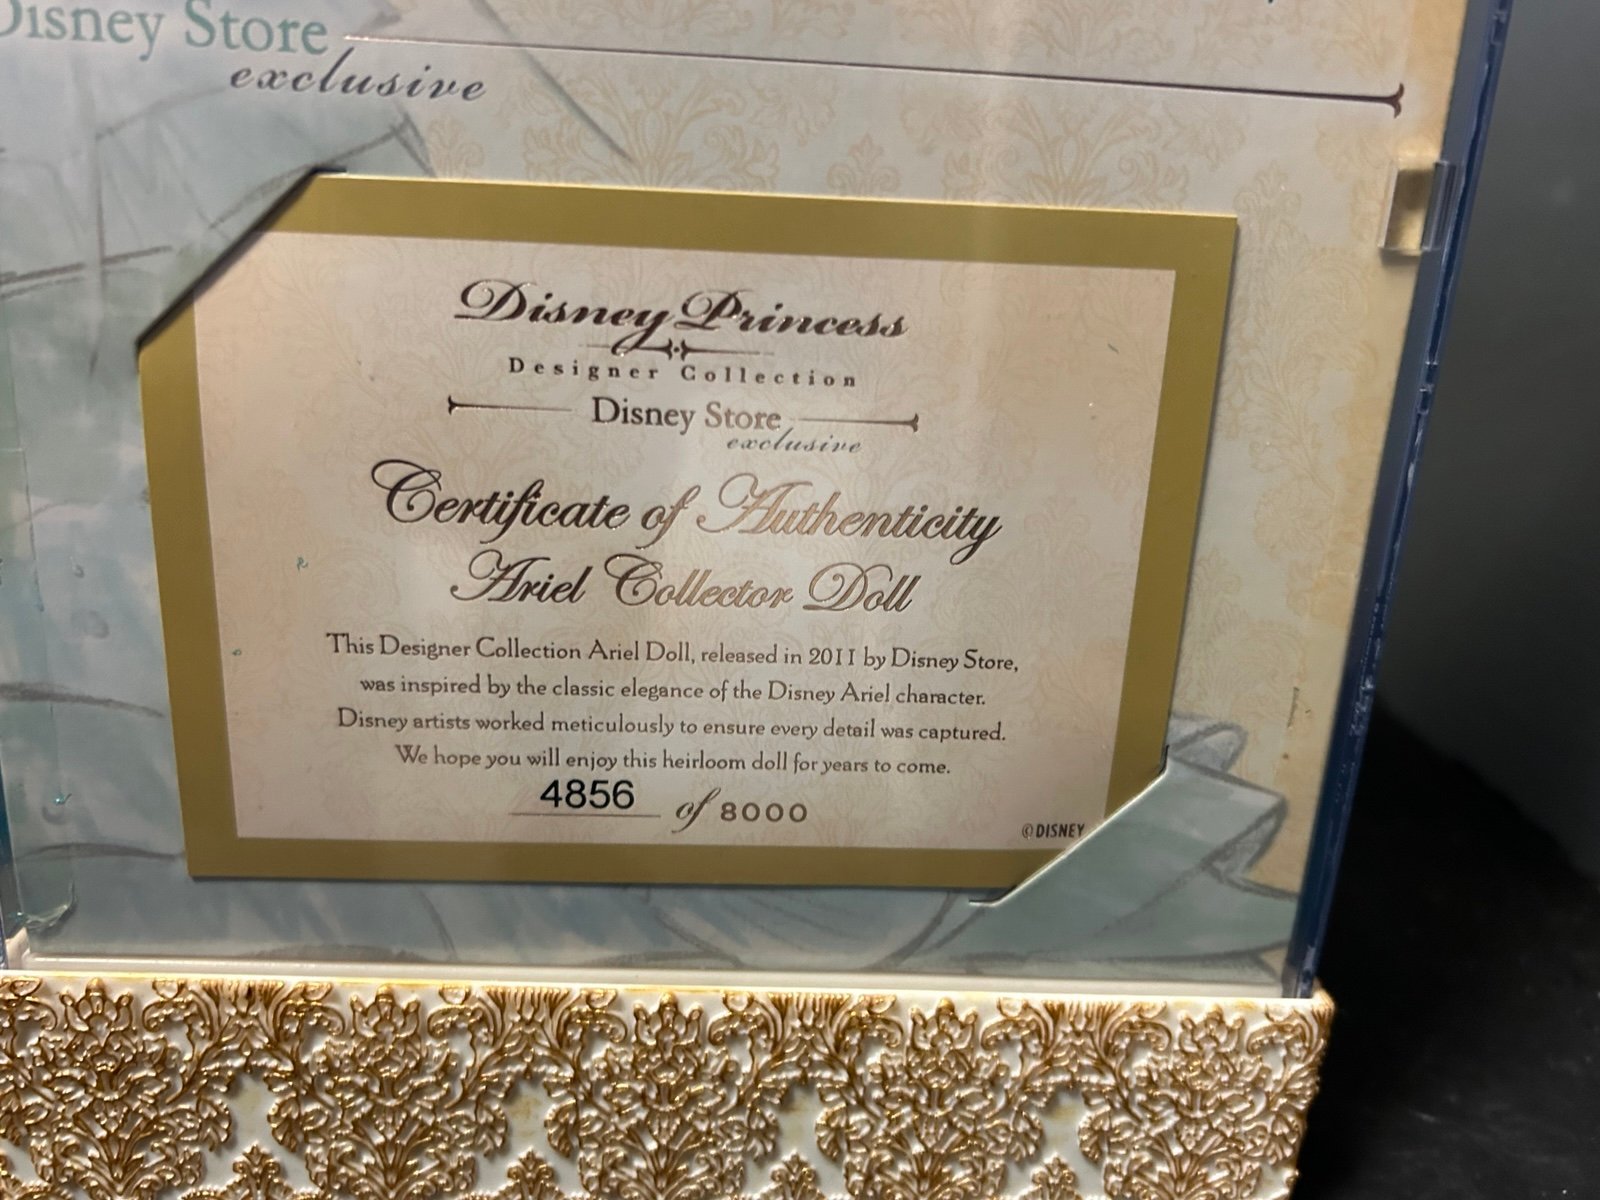 Disney Store
exclusive
Disney Princess
Designer Collection
Disney Store
exclusive
Certificate of Authenticity
Ariel Collector Doll
This Designer Collection Ariel Doll, released in 2011 by Disney Store,
was inspired by the classic elegance of the Disney Ariel character.
Disney artists worked meticulously to ensure every detail was captured.
We hope you will enjoy this heirloom doll for years to come.
4856 of 8000
©DISNEY